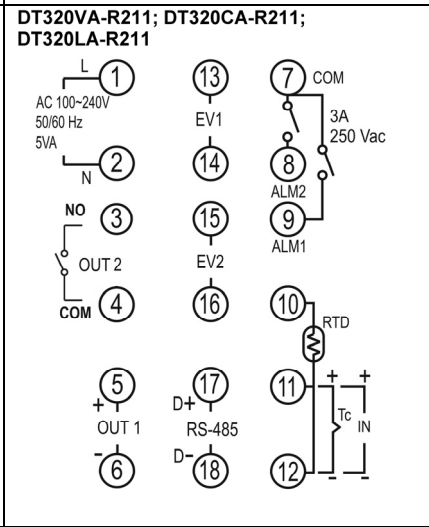 DT320VA-R211; DT320CA-R211;
DT320LA-R211
L
1
13
7
COM
AC 100~240V
50/60 Hz
5VA
EV1
3A
250 Vac
N
2
14
8
ALM2
NO
3
15
9
ALM1
OUT 2
EV2
COM
4
16
10
RTD
5
17
11
+
+
+
D+
OUT 1
RS-485
Tc
IN
-
D-
6
18
12
-
-